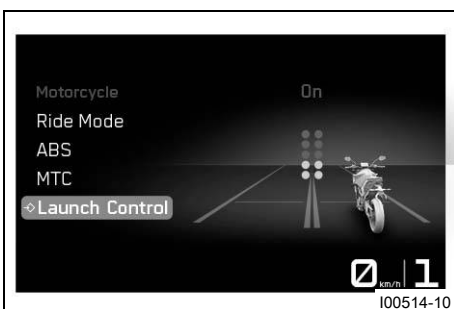 Motorcycle On
Ride Mode
ABS
MTC
Launch Control
0 km/h 1
I00514-10